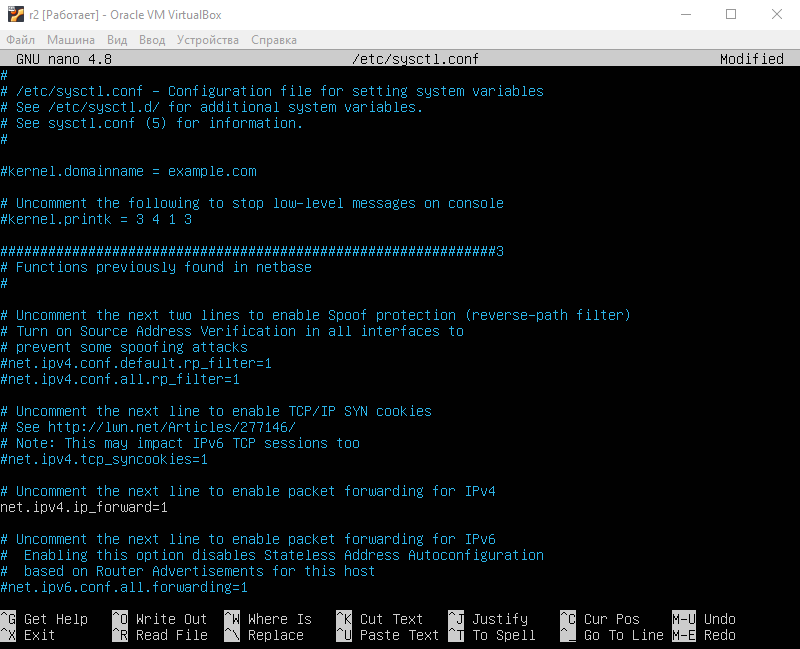 r2 [Работает] - Oracle VM VirtualBox
Файл Машина Вид Ввод Устройства Справка
GNU nano 4.8 /etc/sysctl.conf Modified
#
# /etc/sysctl.conf - Configuration file for setting system variables
# See /etc/sysctl.d/ for additional system variables.
# See sysctl.conf (5) for information.
#
#kernel.domainname = example.com
# Uncomment the following to stop low-level messages on console
#kernel.printk = 3 4 1 3
##############################################################3
# Functions previously found in netbase
#
# Uncomment the next two lines to enable Spoof protection (reverse-path filter)
# Turn on Source Address Verification in all interfaces to
# prevent some spoofing attacks
#net.ipv4.conf.default.rp_filter=1
#net.ipv4.conf.all.rp_filter=1
# Uncomment the next line to enable TCP/IP SYN cookies
# See http://lwn.net/Articles/277146/
# Note: This may impact IPv6 TCP sessions too
#net.ipv4.tcp_syncookies=1
# Uncomment the next line to enable packet forwarding for IPv4
net.ipv4.ip_forward=1
# Uncomment the next line to enable packet forwarding for IPv6
#  Enabling this option disables Stateless Address Autoconfiguration
#  based on Router Advertisements for this host
#net.ipv6.conf.all.forwarding=1
^G Get Help ^O Write Out ^W Where Is ^K Cut Text ^J Justify ^C Cur Pos M-U Undo
^X Exit ^R Read File ^\ Replace ^U Paste Text ^T To Spell ^_ Go To Line M-E Redo